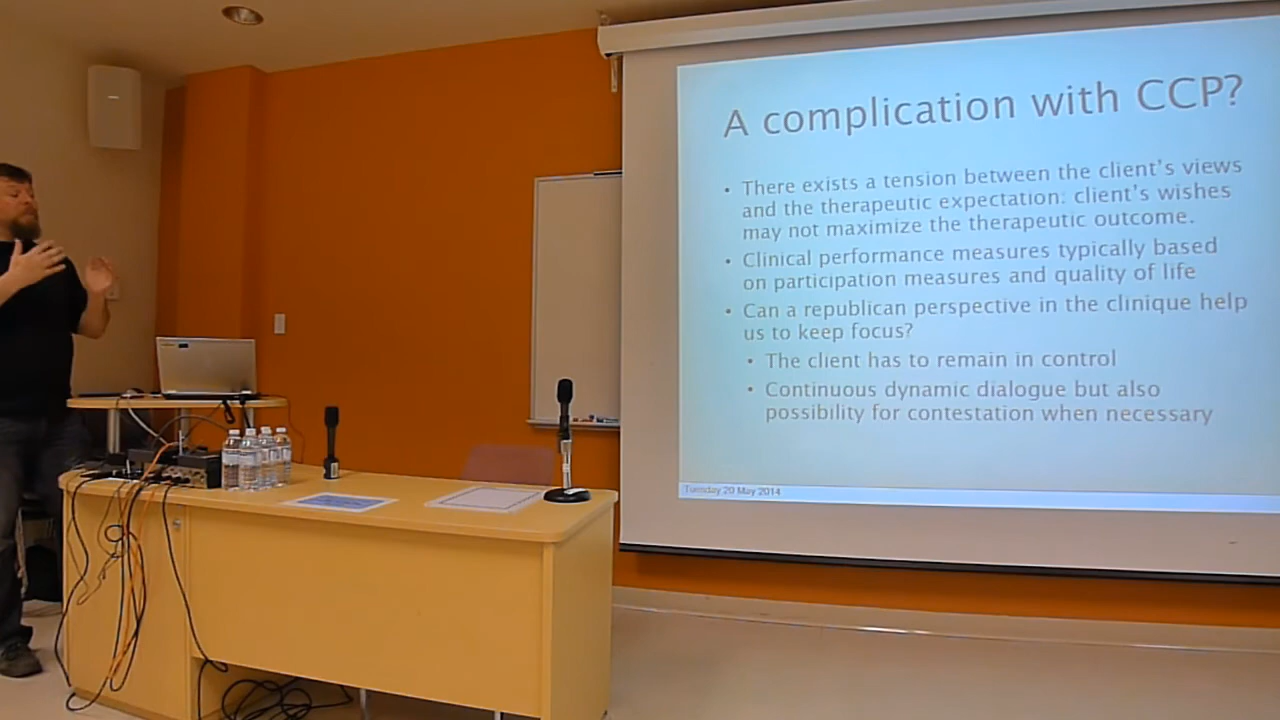 A complication with CCP?
• There exists a tension between the client's views
and the therapeutic expectation: client's wishes
may not maximize the therapeutic outcome.
• Clinical performance measures typically based
on participation measures and quality of life
• Can a republican perspective in the clinique help
us to keep focus?
• The client has to remain in control
• Continuous dynamic dialogue but also
possibility for contestation when necessary
Tuesday 20 May 2014